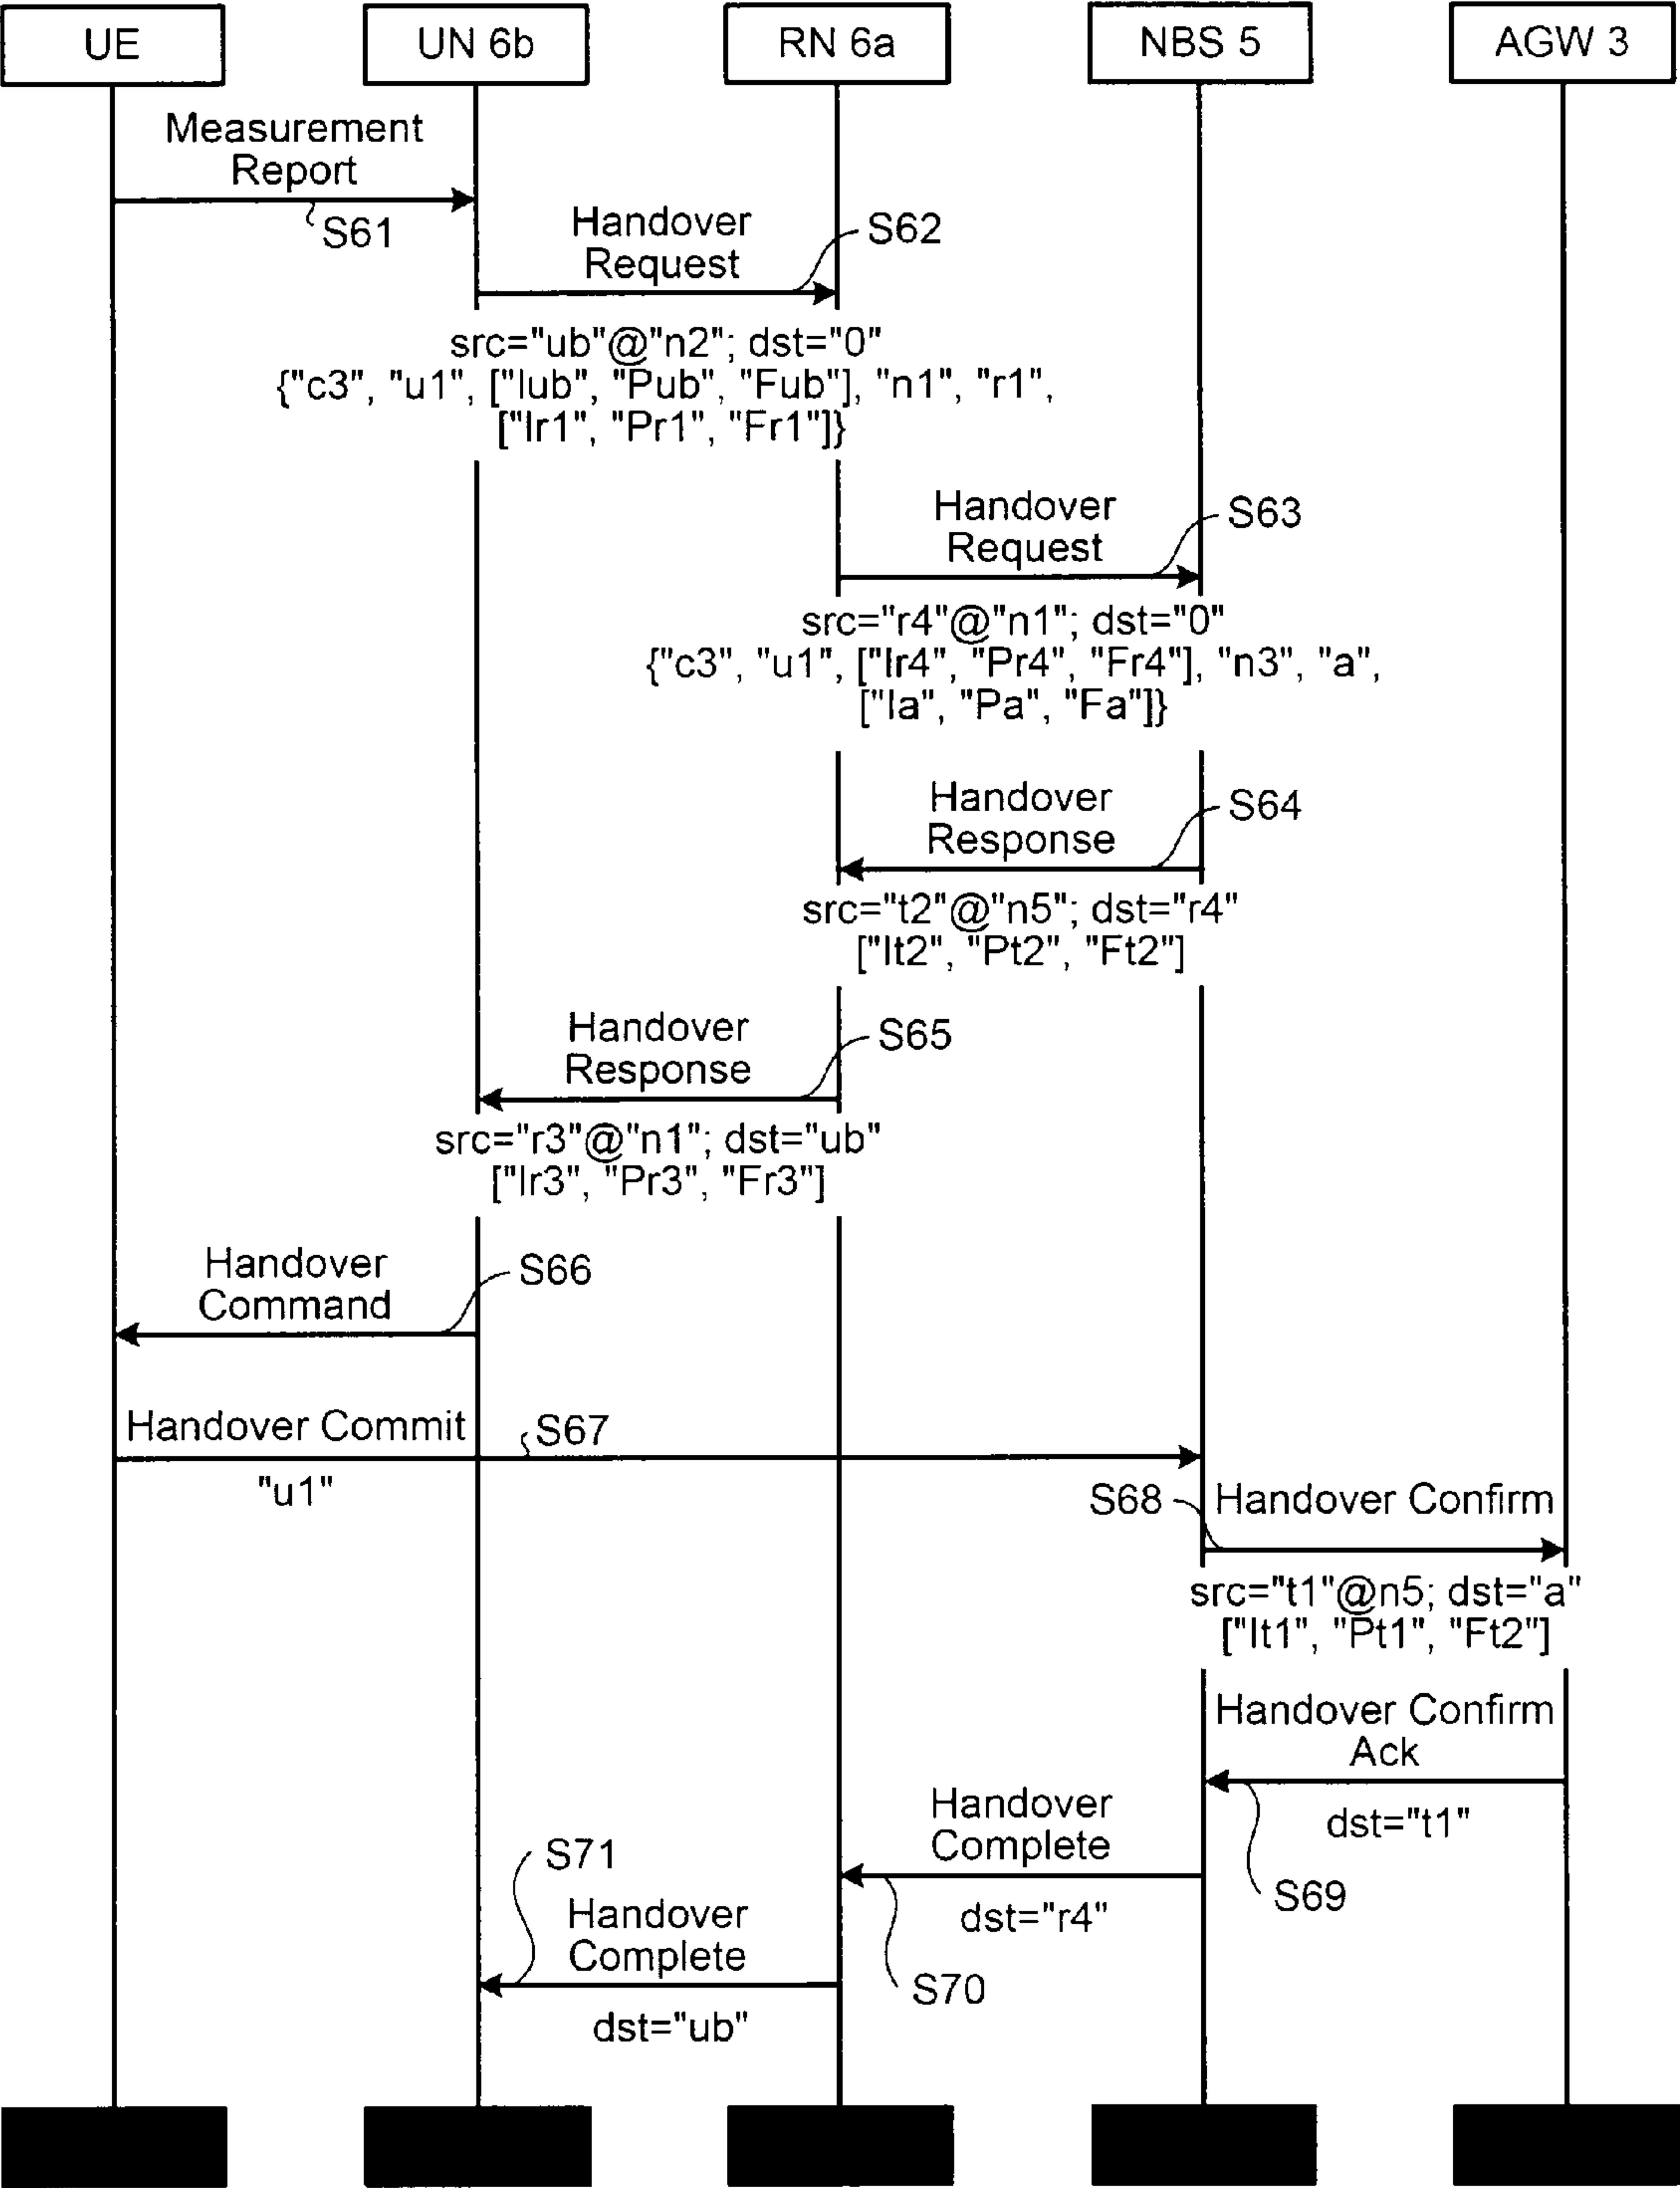 UE
UN 6b
RN 6a
NBS 5
AGW 3
Measurement
Report
S61
Handover
Request
S62
src="ub"@"n2"; dst="0"
{"c3", "u1", ["Iub", "Pub", "Fub"], "n1", "r1",
["Ir1", "Pr1", "Fr1"]}
Handover
Request
S63
src="r4"@"n1"; dst="0"
{"c3", "u1", ["Ir4", "Pr4", "Fr4"], "n3", "a",
["Ia", "Pa", "Fa"]}
Handover
Response
S64
src="t2"@"n5"; dst="r4"
["It2", "Pt2", "Ft2"]
Handover
Response
S65
src="r3"@"n1"; dst="ub"
["Ir3", "Pr3", "Fr3"]
Handover
Command
S66
Handover Commit
S67
"u1"
S68
Handover Confirm
src="t1"@n5; dst="a"
["It1", "Pt1", "Ft2"]
Handover Confirm
Ack
dst="t1"
S69
Handover
Complete
dst="r4"
S70
S71
Handover
Complete
dst="ub"